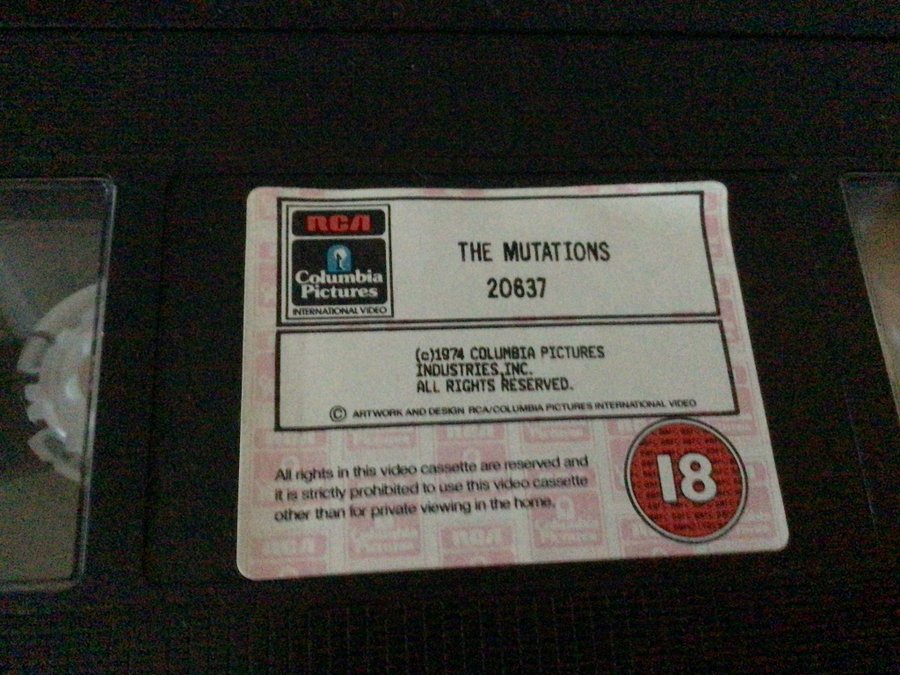 RCA
Columbia
Pictures
INTERNATIONAL VIDEO
THE MUTATIONS
20637
(c)1974 COLUMBIA PICTURES
INDUSTRIES,INC.
ALL RIGHTS RESERVED.
© ARTWORK AND DESIGN RCA/COLUMBIA PICTURES INTERNATIONAL VIDEO
All rights in this video cassette are reserved and
it is strictly prohibited to use this video cassette
other than for private viewing in the home.
18